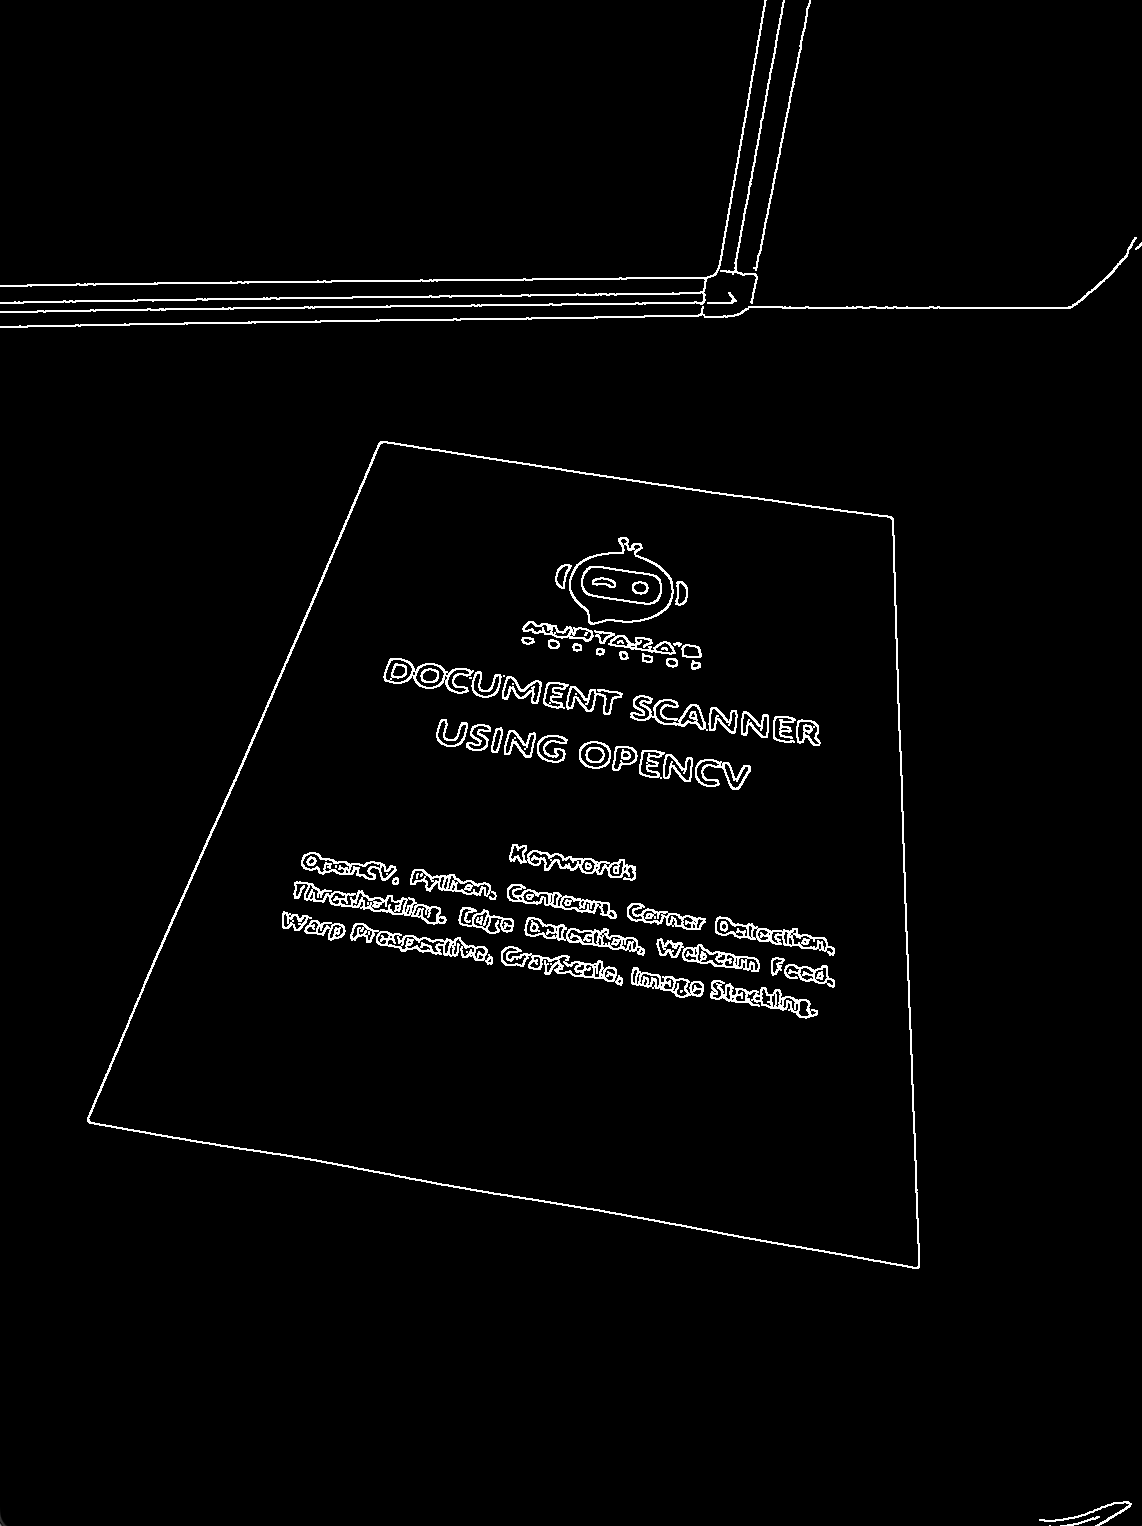 MURTAZA'S
DOCUMENT SCANNER
USING OPENCV
Keywords
OpenCV, Python, Contours, Corner Detection,
Thresholding, Edge Detection, Webcam Feed,
Warp Prespective, GrayScale, Image Stacking,